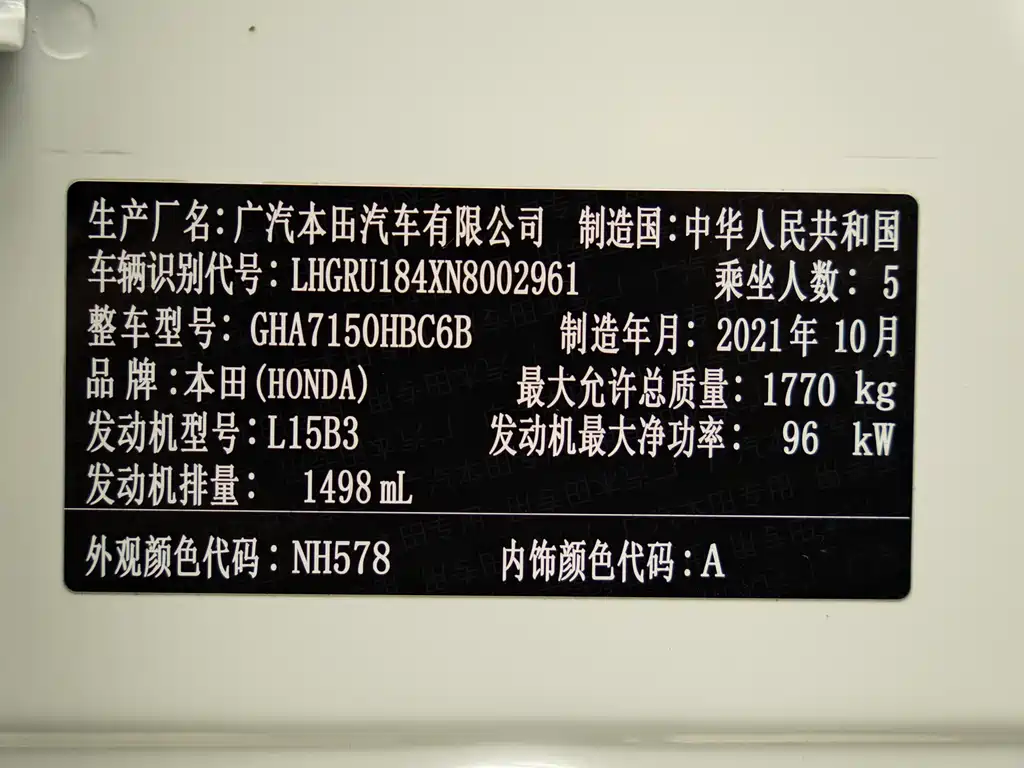 生产厂名:广汽本田汽车有限公司 制造国:中华人民共和国
车辆识别代号:LHGRU184XN8002961 乘坐人数: 5
整车型号: GHA7150HBC6B 制造年月: 2021年 10月
品 牌:本田(HONDA) 最大允许总质量: 1770 kg
发动机型号:L15B3 发动机最大净功率: 96 kW
发动机排量: 1498 mL
外观颜色代码: NH578 内饰颜色代码:A